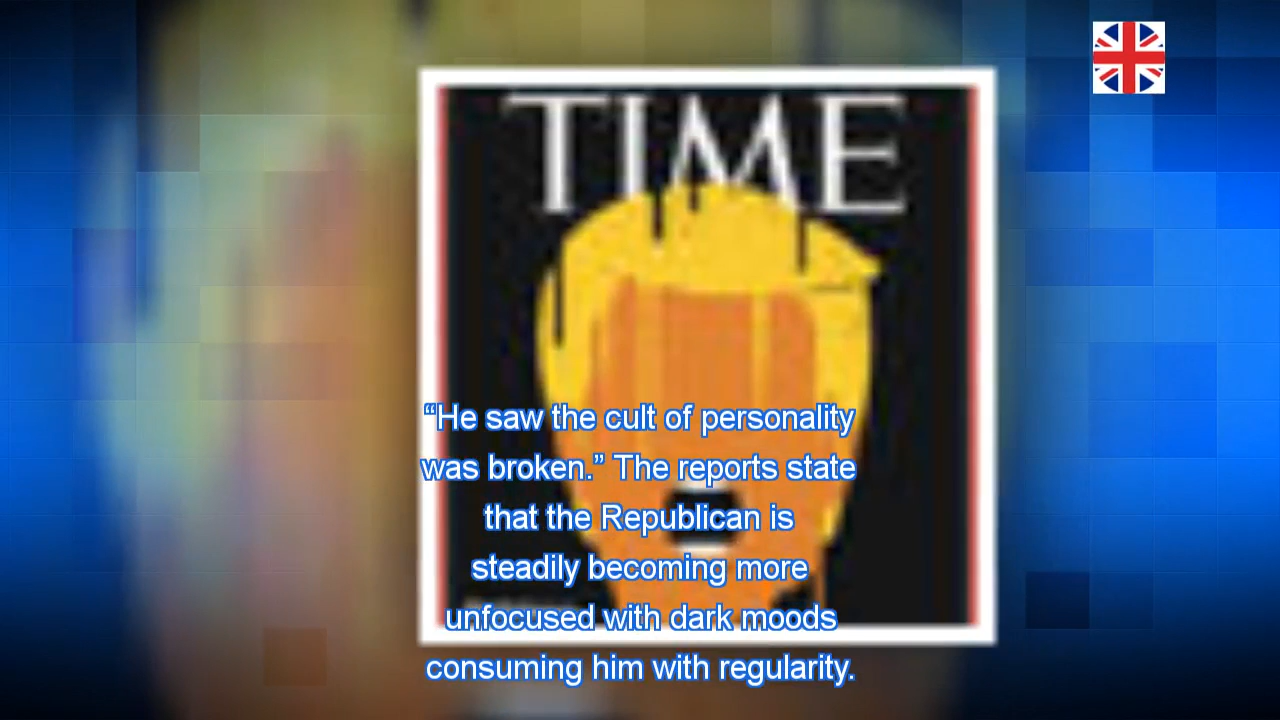 TIME
“He saw the cult of personality
was broken.” The reports state
that the Republican is
steadily becoming more
unfocused with dark moods
consuming him with regularity.